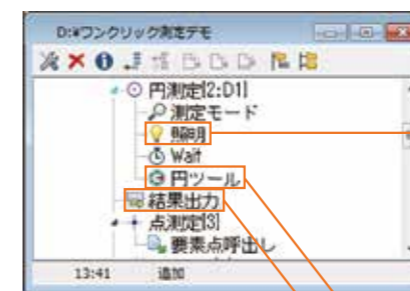 D:¥ワンクリック測定デモ
円測定[2:D1]
測定モード
照明
Wait
円ツール
結果出力
点測定[3]
要素点呼出し
13:41 追加